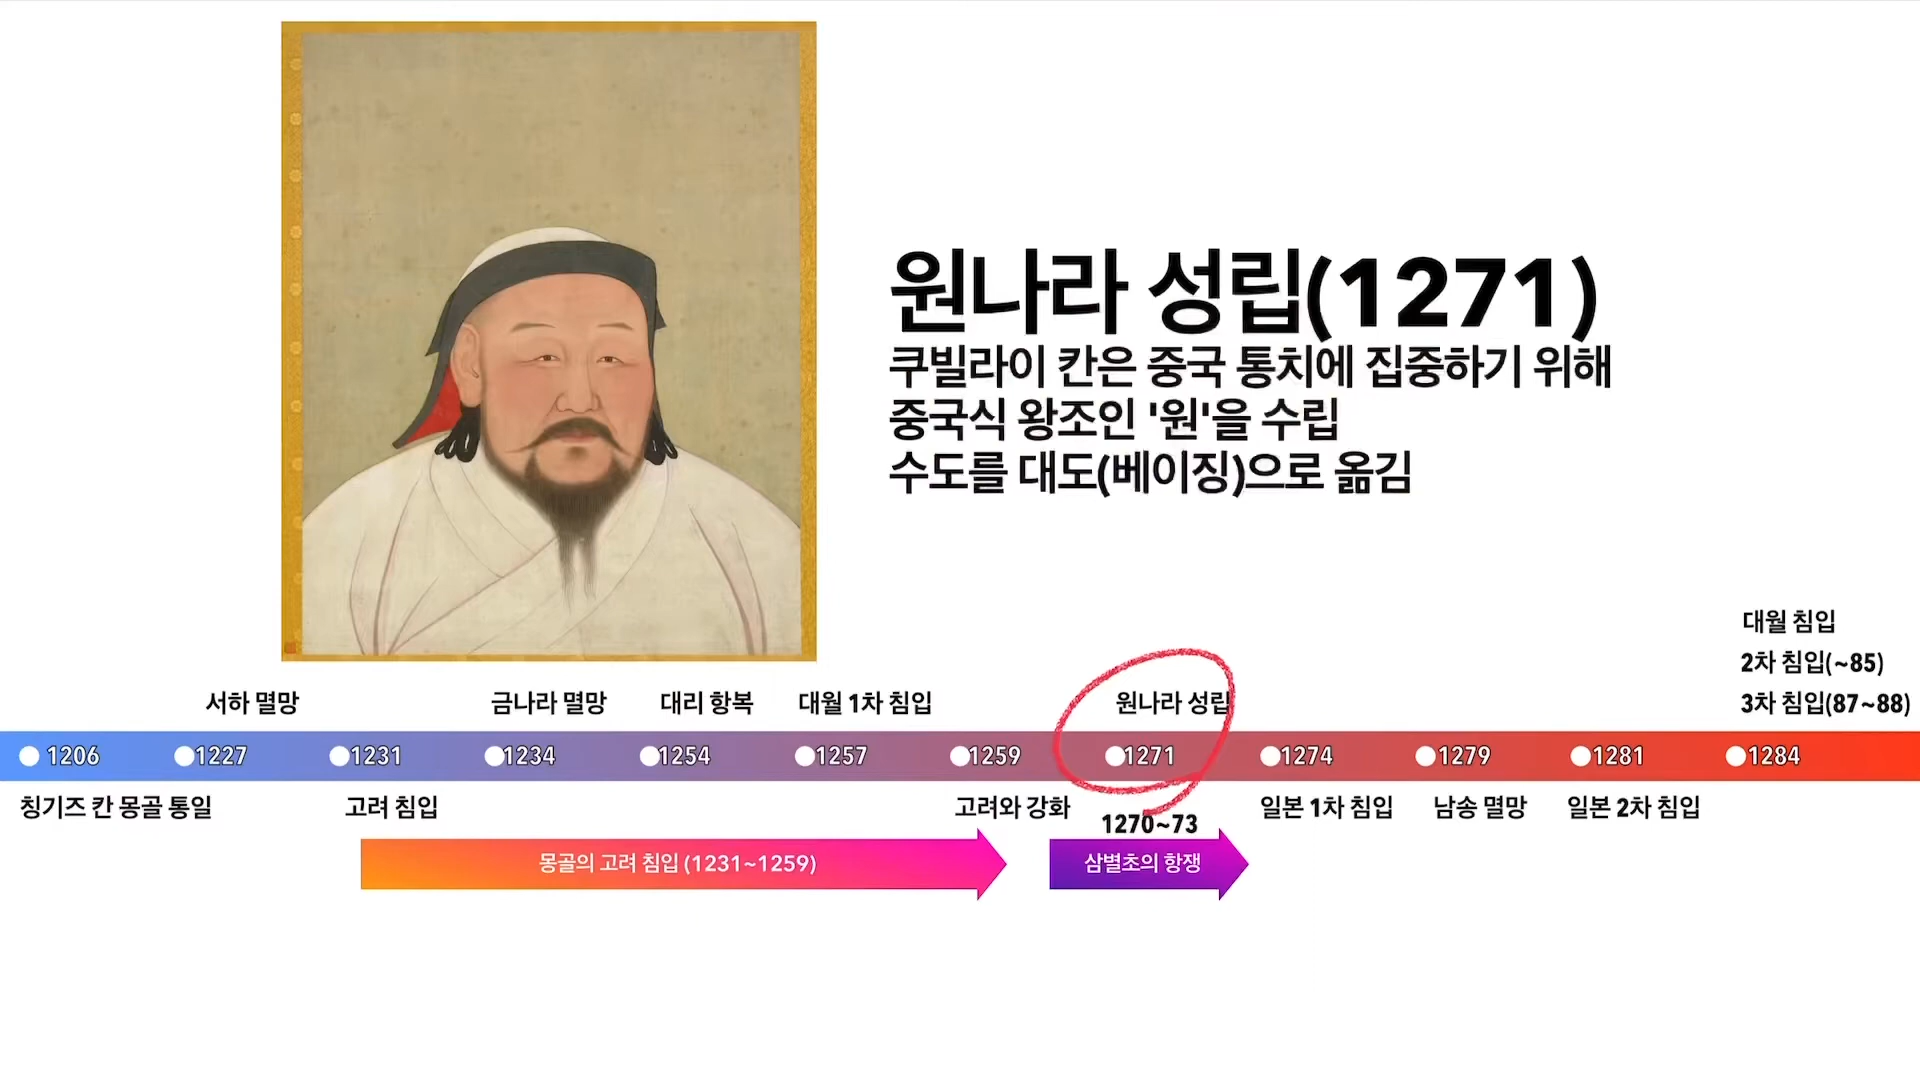 원나라 성립(1271)
쿠빌라이 칸은 중국 통치에 집중하기 위해
중국식 왕조인 '원'을 수립
수도를 대도(베이징)으로 옮김
대월 침입
2차 침입(~85)
3차 침입(87~88)
서하 멸망 금나라 멸망 대리 항복 대월 1차 침입 원나라 성립
1206 1227 1231 1234 1254 1257 1259 1271 1274 1279 1281 1284
칭기즈 칸 몽골 통일 고려 침입 고려와 강화 일본 1차 침입 남송 멸망 일본 2차 침입
1270~73
몽골의 고려 침입 (1231~1259) 삼별초의 항쟁